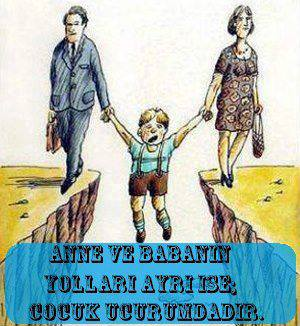 ANNE VE BABANIN
YOLLARI AYRI ISE;
COCUK UCURUMDADIR.